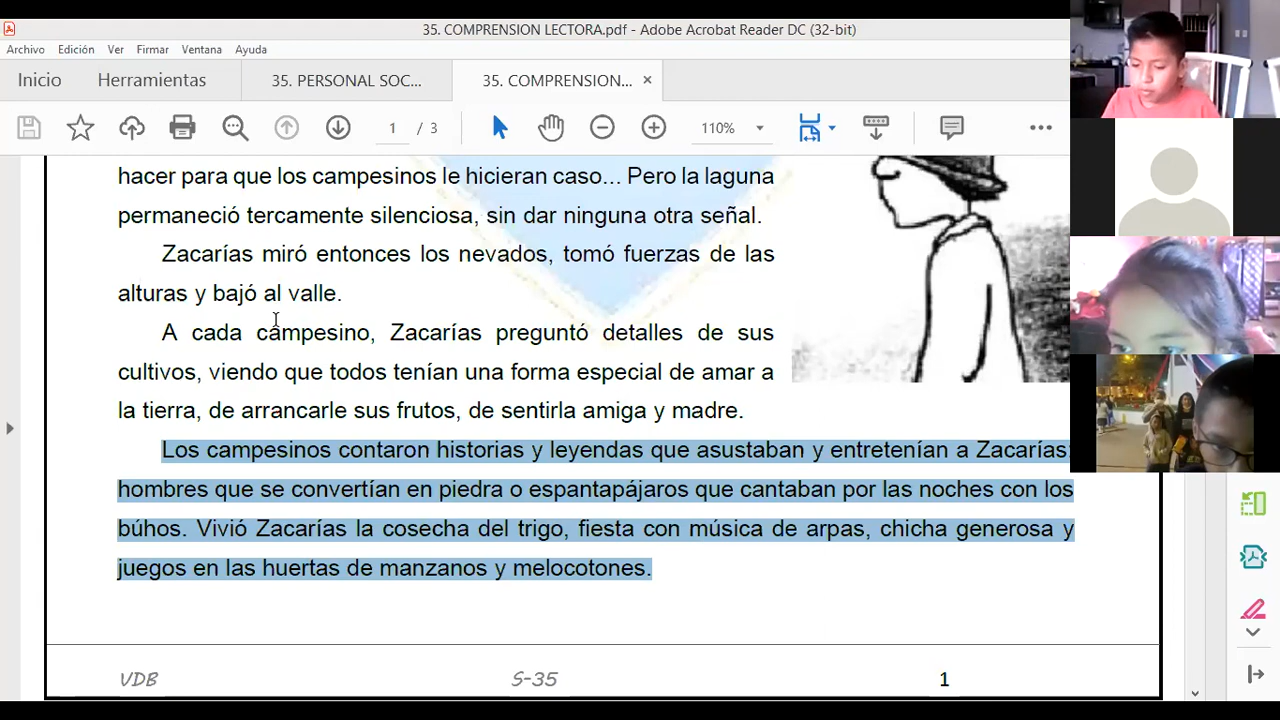 35. COMPRENSION LECTORA.pdf - Adobe Acrobat Reader DC (32-bit)
Archivo Edición Ver Firmar Ventana Ayuda
Inicio Herramientas 35. PERSONAL SOC... 35. COMPRENSION... ×
1 / 3 110%
hacer para que los campesinos le hicieran caso... Pero la laguna
permaneció tercamente silenciosa, sin dar ninguna otra señal.
Zacarías miró entonces los nevados, tomó fuerzas de las
alturas y bajó al valle.
A cada campesino, Zacarías preguntó detalles de sus
cultivos, viendo que todos tenían una forma especial de amar a
la tierra, de arrancarle sus frutos, de sentirla amiga y madre.
Los campesinos contaron historias y leyendas que asustaban y entretenían a Zacarías:
hombres que se convertían en piedra o espantapájaros que cantaban por las noches con los
búhos. Vivió Zacarías la cosecha del trigo, fiesta con música de arpas, chicha generosa y
juegos en las huertas de manzanos y melocotones.
VDB S-35 1